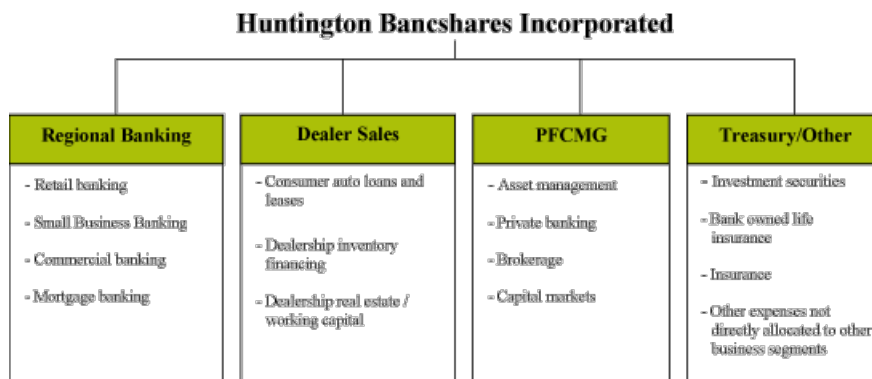 Huntington Bancshares Incorporated
Regional Banking
- Retail banking
- Small Business Banking
- Commercial banking
- Mortgage banking
Dealer Sales
- Consumer auto loans and
leases
- Dealership inventory
financing
- Dealership real estate /
working capital
PFCMG
- Asset management
- Private banking
- Brokerage
- Capital markets
Treasury/Other
- Investment securities
- Bank owned life
insurance
- Insurance
- Other expenses not
directly allocated to other
business segments